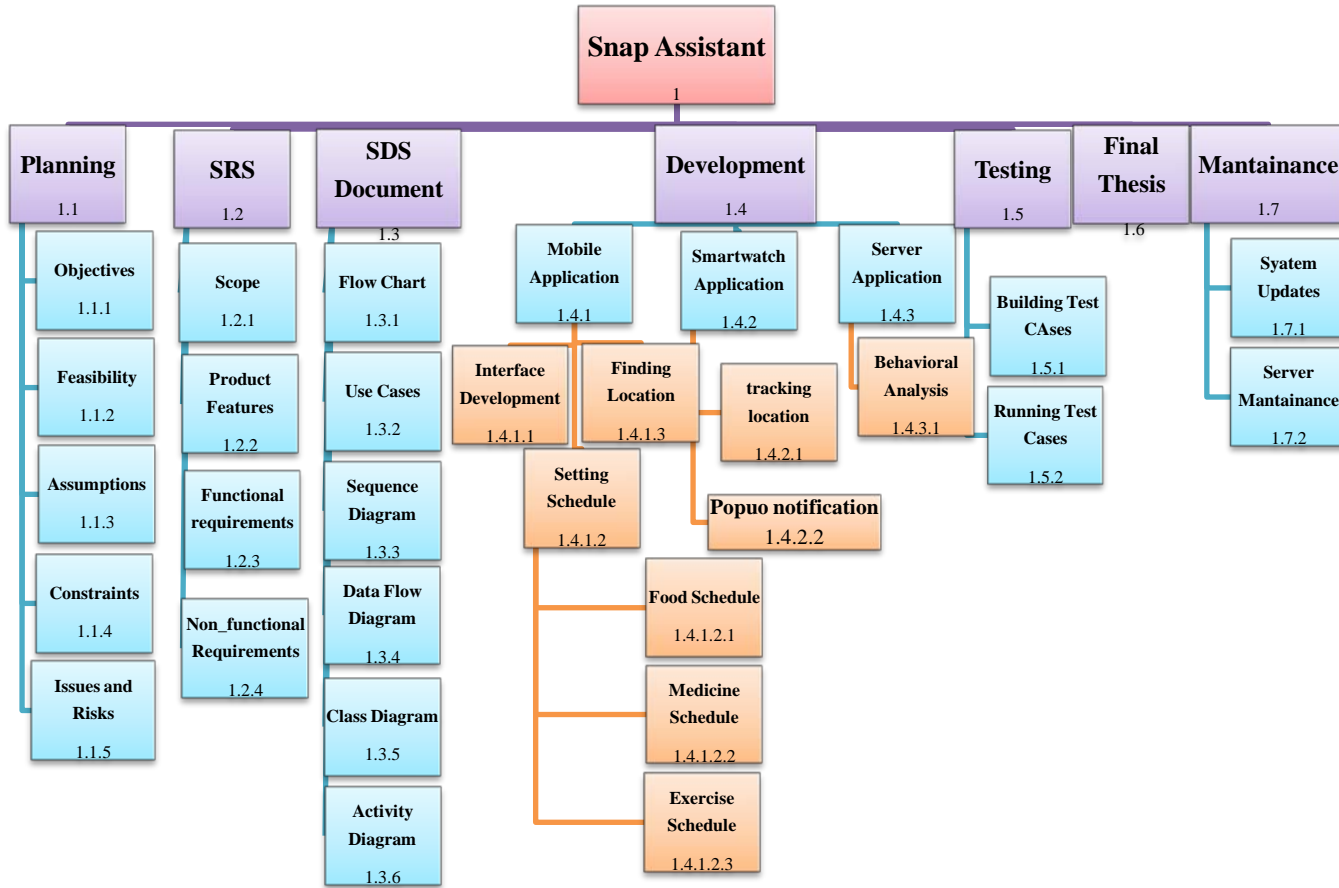 Snap Assistant
1
Planning
1.1
Objectives
1.1.1
Feasibility
1.1.2
Assumptions
1.1.3
Constraints
1.1.4
Issues and
Risks
1.1.5
SRS
1.2
Scope
1.2.1
Product
Features
1.2.2
Functional
requirements
1.2.3
Non_functional
Requirements
1.2.4
SDS
Document
1.3
Flow Chart
1.3.1
Use Cases
1.3.2
Sequence
Diagram
1.3.3
Data Flow
Diagram
1.3.4
Class Diagram
1.3.5
Activity
Diagram
1.3.6
Development
1.4
Mobile
Application
1.4.1
Interface
Development
1.4.1.1
Setting
Schedule
1.4.1.2
Food Schedule
1.4.1.2.1
Medicine
Schedule
1.4.1.2.2
Exercise
Schedule
1.4.1.2.3
Finding
Location
1.4.1.3
Smartwatch
Application
1.4.2
tracking
location
1.4.2.1
Popuo notification
1.4.2.2
Server
Application
1.4.3
Behavioral
Analysis
1.4.3.1
Testing
1.5
Building Test
CAses
1.5.1
Running Test
Cases
1.5.2
Final
Thesis
1.6
Mantainance
1.7
Syatem
Updates
1.7.1
Server
Mantainance
1.7.2